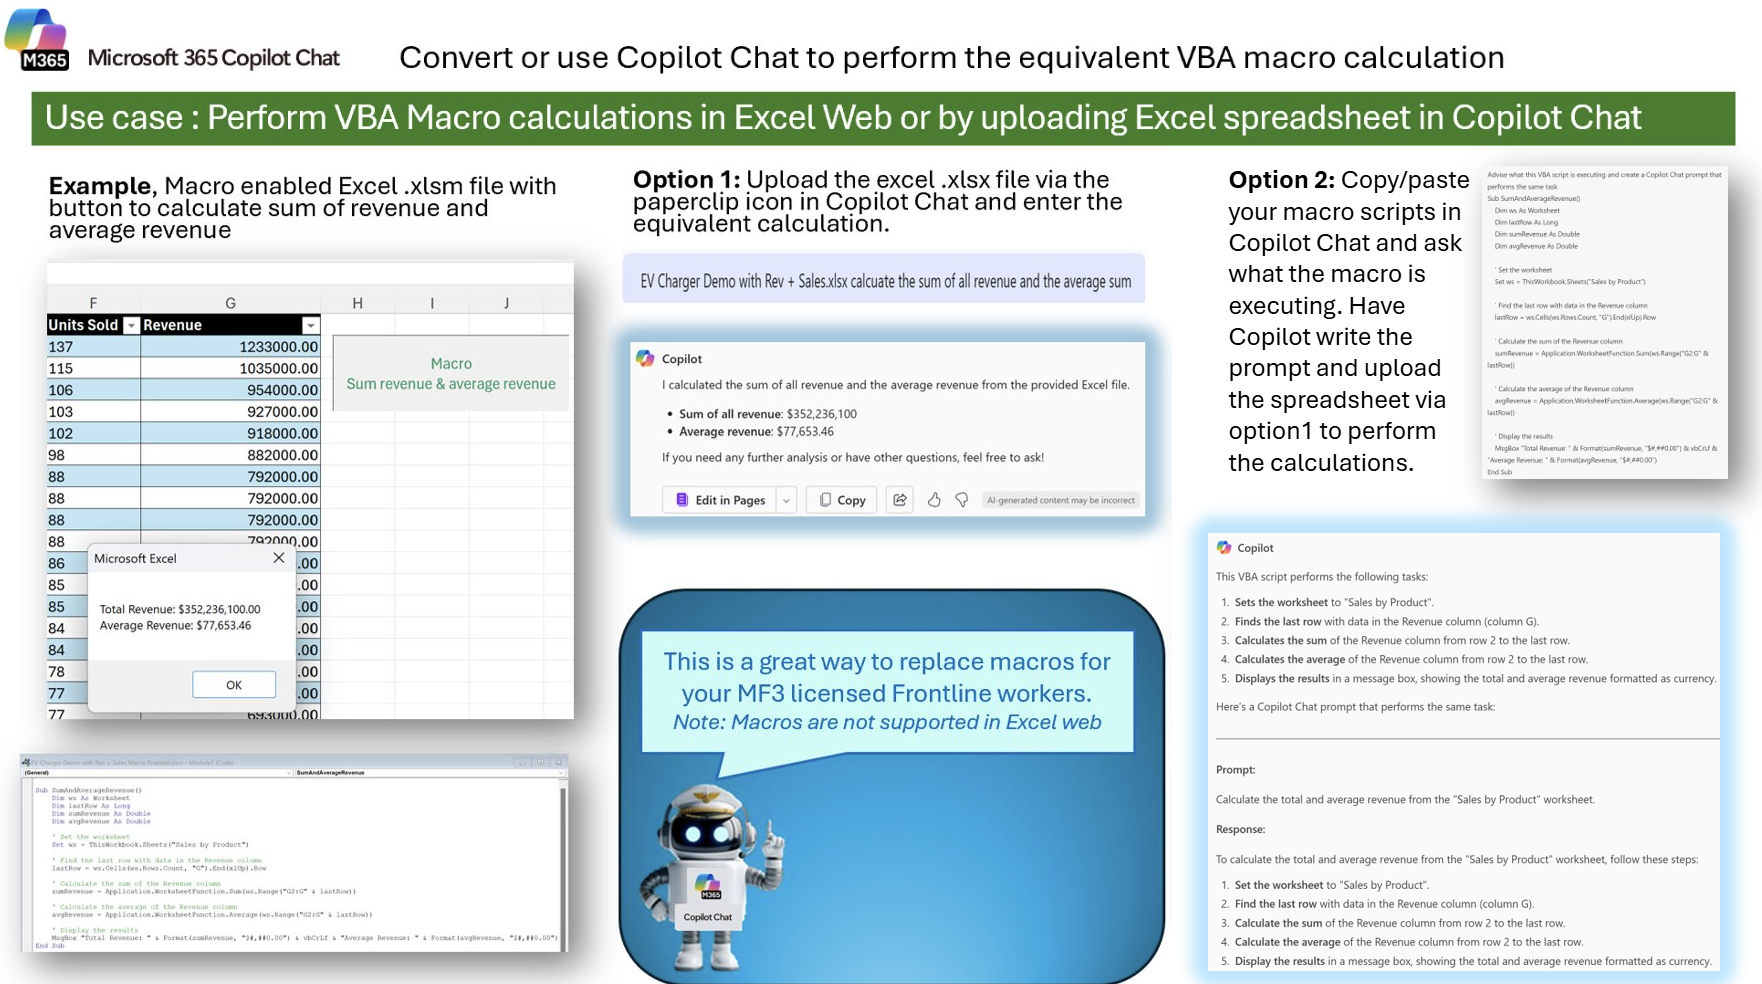 M365
Microsoft 365 Copilot Chat
Convert or use Copilot Chat to perform the equivalent VBA macro calculation
Use case : Perform VBA Macro calculations in Excel Web or by uploading Excel spreadsheet in Copilot Chat
Example, Macro enabled Excel .xlsm file with
button to calculate sum of revenue and
average revenue
F G H I J
Units Sold Revenue
137 1233000.00
115 1035000.00
106 954000.00
103 927000.00
102 918000.00
98 882000.00
88 792000.00
88 792000.00
88 792000.00
88 792000.00
86 .00
85 .00
85 .00
84 .00
84 .00
78 .00
77 .00
77 693000.00
Macro
Sum revenue & average revenue
Microsoft Excel
Total Revenue: $352,236,100.00
Average Revenue: $77,653.46
OK
EV Charger Demo with Rev + Sales Macro Enabled.xlsm - Module1 (Code)
(General) SumAndAverageRevenue
Sub SumAndAverageRevenue()
Dim ws As Worksheet
Dim lastRow As Long
Dim sumRevenue As Double
Dim avgRevenue As Double
' Set the worksheet
Set ws = ThisWorkbook.Sheets("Sales by Product")
' Find the last row with data in the Revenue column
lastRow = ws.Cells(ws.Rows.Count, "G").End(xlUp).Row
' Calculate the sum of the Revenue column
sumRevenue = Application.WorksheetFunction.Sum(ws.Range("G2:G" & lastRow))
' Calculate the average of the Revenue column
avgRevenue = Application.WorksheetFunction.Average(ws.Range("G2:G" & lastRow))
' Display the results
MsgBox "Total Revenue: " & Format(sumRevenue, "$#,##0.00") & vbCrLf & "Average Revenue: " & Format(avgRevenue, "$#,##0.00")
End Sub
Option 1: Upload the excel .xlsx file via the
paperclip icon in Copilot Chat and enter the
equivalent calculation.
EV Charger Demo with Rev + Sales.xlsx calcuate the sum of all revenue and the average sum
Copilot
I calculated the sum of all revenue and the average revenue from the provided Excel file.
• Sum of all revenue: $352,236,100
• Average revenue: $77,653.46
If you need any further analysis or have other questions, feel free to ask!
Edit in Pages Copy AI-generated content may be incorrect
This is a great way to replace macros for
your MF3 licensed Frontline workers.
Note: Macros are not supported in Excel web
M365
Copilot Chat
Option 2: Copy/paste
your macro scripts in
Copilot Chat and ask
what the macro is
executing. Have
Copilot write the
prompt and upload
the spreadsheet via
option1 to perform
the calculations.
Advise what this VBA script is executing and create a Copilot Chat prompt that
performs the same task
Sub SumAndAverageRevenue()
Dim ws As Worksheet
Dim lastRow As Long
Dim sumRevenue As Double
Dim avgRevenue As Double
' Set the worksheet
Set ws = ThisWorkbook.Sheets("Sales by Product")
' Find the last row with data in the Revenue column
lastRow = ws.Cells(ws.Rows.Count, "G").End(xlUp).Row
' Calculate the sum of the Revenue column
sumRevenue = Application.WorksheetFunction.Sum(ws.Range("G2:G" &
lastRow))
' Calculate the average of the Revenue column
avgRevenue = Application.WorksheetFunction.Average(ws.Range("G2:G" &
lastRow))
' Display the results
MsgBox "Total Revenue: " & Format(sumRevenue, "$#,##0.00") & vbCrLf &
"Average Revenue: " & Format(avgRevenue, "$#,##0.00")
End Sub
Copilot
This VBA script performs the following tasks:
1. Sets the worksheet to "Sales by Product".
2. Finds the last row with data in the Revenue column (column G).
3. Calculates the sum of the Revenue column from row 2 to the last row.
4. Calculates the average of the Revenue column from row 2 to the last row.
5. Displays the results in a message box, showing the total and average revenue formatted as currency.
Here's a Copilot Chat prompt that performs the same task:
Prompt:
Calculate the total and average revenue from the "Sales by Product" worksheet.
Response:
To calculate the total and average revenue from the "Sales by Product" worksheet, follow these steps:
1. Set the worksheet to "Sales by Product".
2. Find the last row with data in the Revenue column (column G).
3. Calculate the sum of the Revenue column from row 2 to the last row.
4. Calculate the average of the Revenue column from row 2 to the last row.
5. Display the results in a message box, showing the total and average revenue formatted as currency.